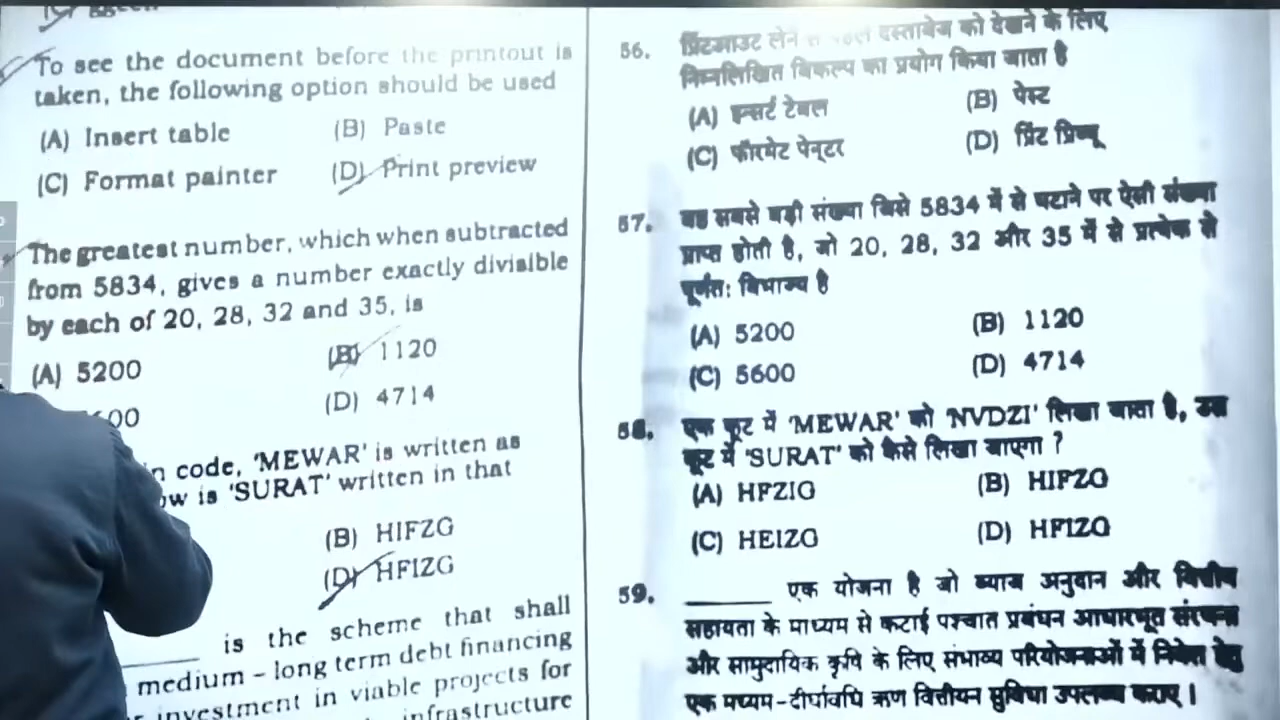 To see the document before the printout is
taken, the following option should be used
(A) Insert table
(B) Paste
(C) Format painter
(D) Print preview
The greatest number, which when subtracted
from 5834, gives a number exactly divisible
by each of 20, 28, 32 and 35, is
(A) 5200
(B) 1120
00
(D) 4714
n code, 'MEWAR' is written as
ow is 'SURAT' written in that
(B) HIFZG
(D) HFIZG
is the scheme that shall
medium – long term debt financing
investment in viable projects for
infrastructure
56. प्रिंटआउट लेने से पहले दस्तावेज को देखने के लिए
निम्नलिखित विकल्प का प्रयोग किया जाता है
(A) इन्सर्ट टेबल
(B) पेस्ट
(C) फॉरमेट पेन्टर
(D) प्रिंट प्रिव्यू
57. वह सबसे बड़ी संख्या जिसे 5834 में से घटाने पर ऐसी संख्या
प्राप्त होती है, जो 20, 28, 32 और 35 में से प्रत्येक से
पूर्णत: विभाज्य है
(A) 5200
(B) 1120
(C) 5600
(D) 4714
58. एक कूट में 'MEWAR' को 'NVDZI' लिखा जाता है, उस
कूट में 'SURAT' को कैसे लिखा जाएगा ?
(A) HFZIG
(B) HIFZG
(C) HEIZG
(D) HFIZG
59. ________ एक योजना है जो ब्याज अनुदान और वित्तीय
सहायता के माध्यम से कटाई पश्चात प्रबंधन आधारभूत संरचना
और सामुदायिक कृषि के लिए संभाव्य परियोजनाओं में निवेश हेतु
एक मध्यम-दीर्घावधि ऋण वित्तीयन सुविधा उपलब्ध कराए ।